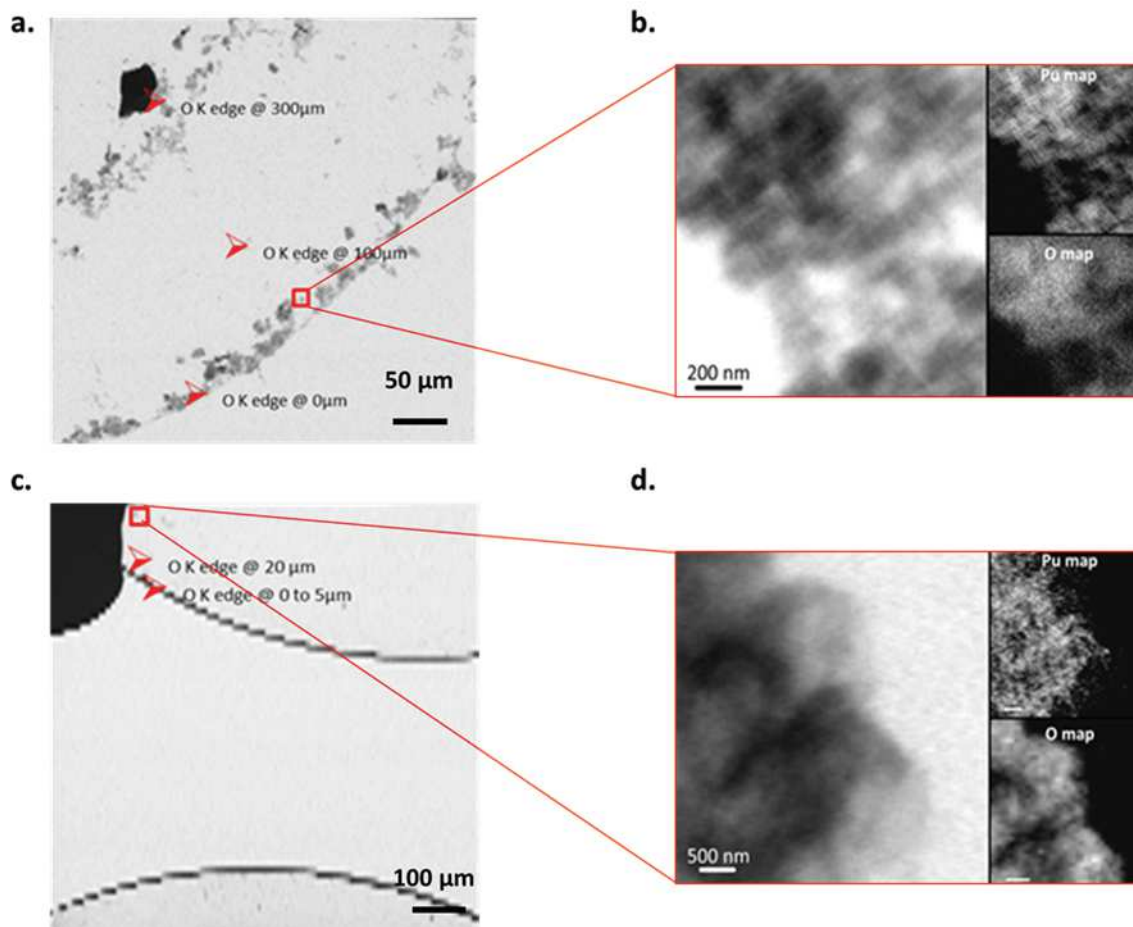 a.
O K edge @ 300µm
O K edge @ 100µm
O K edge @ 0µm
50 µm
b.
Pu map
O map
200 nm
c.
O K edge @ 20 µm
O K edge @ 0 to 5µm
100 µm
d.
Pu map
O map
500 nm